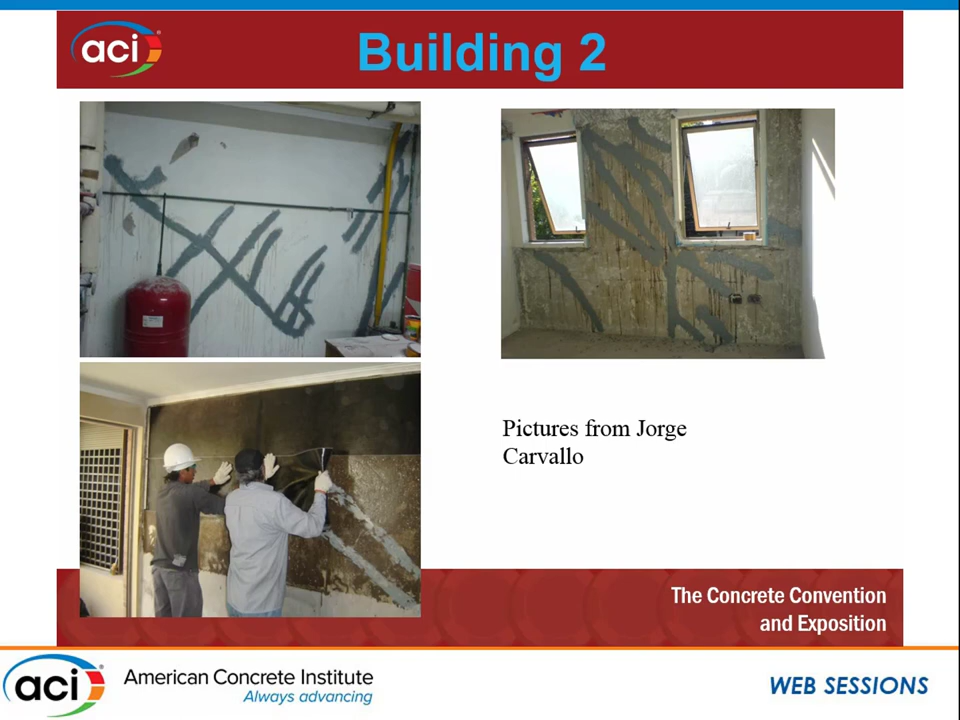 aci
Building 2
Pictures from Jorge
Carvallo
The Concrete Convention
and Exposition
aci
American Concrete Institute
Always advancing
WEB SESSIONS